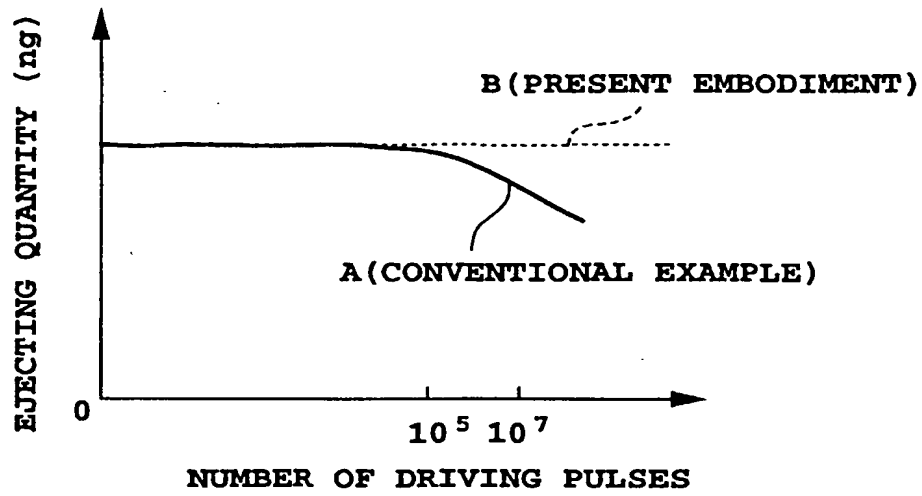 EJECTING QUANTITY (ng)
B(PRESENT EMBODIMENT)
A(CONVENTIONAL EXAMPLE)
0
10⁵ 10⁷
NUMBER OF DRIVING PULSES